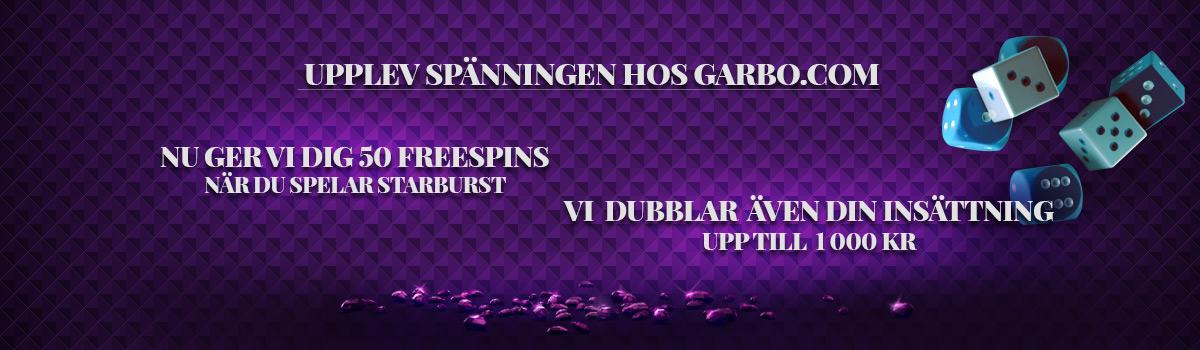 UPPLEV SPÄNNINGEN HOS GARBO.COM
NU GER VI DIG 50 FREESPINS
NÄR DU SPELAR STARBURST
VI DUBBLAR ÄVEN DIN INSÄTTNING
UPP TILL 1 000 KR